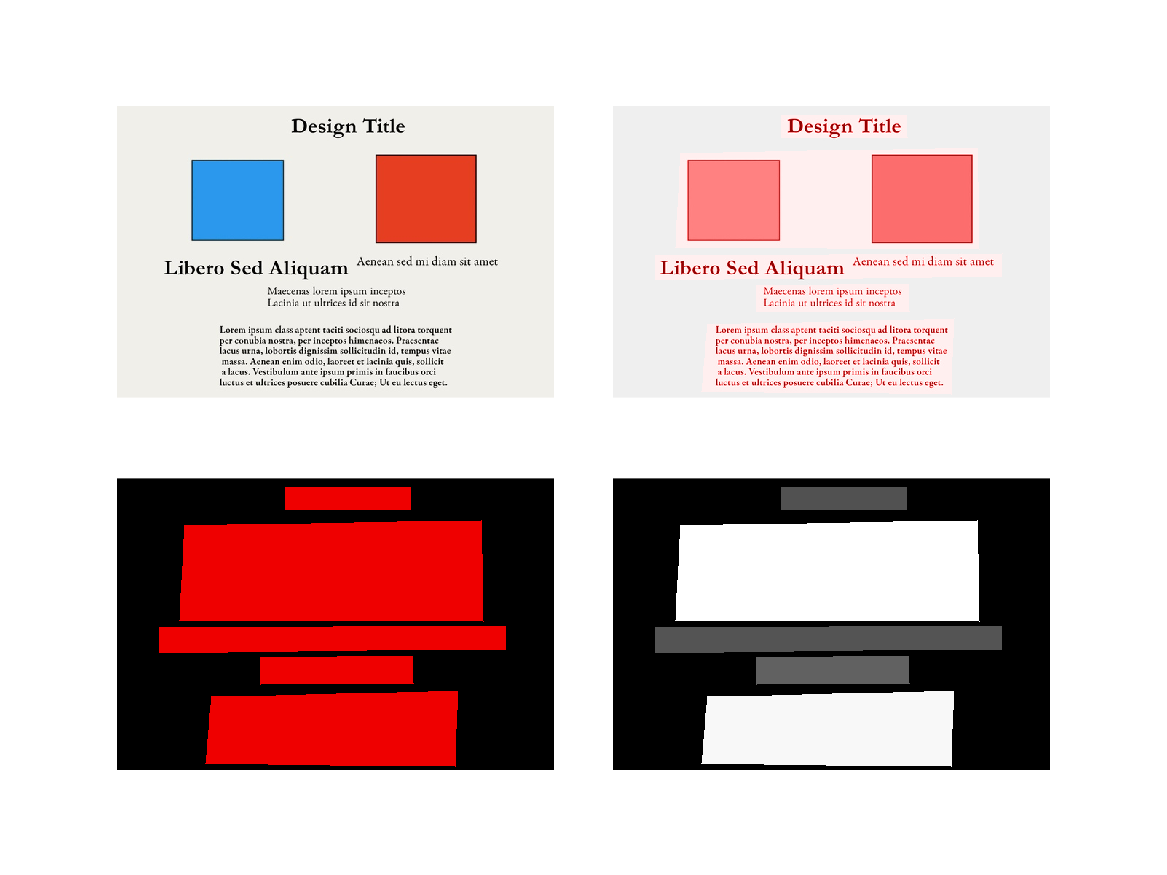 Design Title
Libero Sed Aliquam Aenean sed mi diam sit amet
Maecenas lorem ipsum inceptos
Lacinia ut ultrices id sit nostra
Lorem ipsum class aptent taciti sociosqu ad litora torquent
per conubia nostra, per inceptos himenaeos. Praesentae
lacus urna, lobortis dignissim sollicitudin id, tempus vitae
massa. Aenean enim odio, laoreet et lacinia quis, sollicit
a lacus. Vestibulum ante ipsum primis in faucibus orci
luctus et ultrices posuere cubilia Curae; Ut eu lectus eget.
Design Title
Libero Sed Aliquam Aenean sed mi diam sit amet
Maecenas lorem ipsum inceptos
Lacinia ut ultrices id sit nostra
Lorem ipsum class aptent taciti sociosqu ad litora torquent
per conubia nostra, per inceptos himenaeos. Praesentae
lacus urna, lobortis dignissim sollicitudin id, tempus vitae
massa. Aenean enim odio, laoreet et lacinia quis, sollicit
a lacus. Vestibulum ante ipsum primis in faucibus orci
luctus et ultrices posuere cubilia Curae; Ut eu lectus eget.